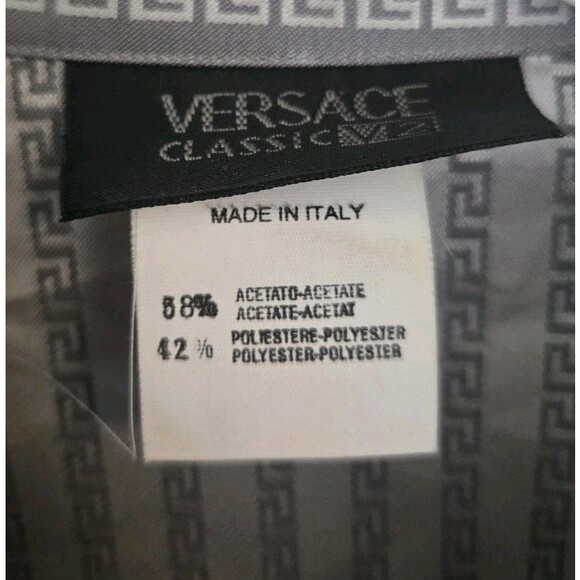 VERSACE
CLASSIC V2
MADE IN ITALY
58% ACETATO-ACETATE
ACETATE-ACETAT
42% POLIESTERE-POLYESTER
POLYESTER-POLYESTER